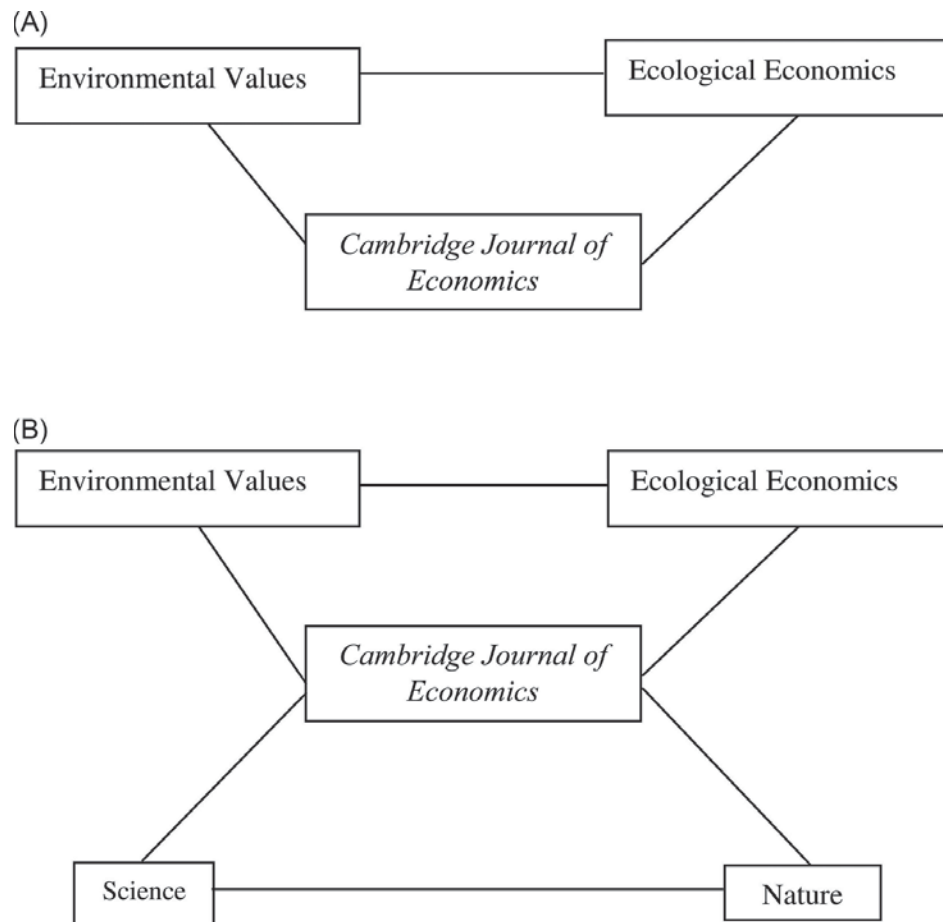 (A)
Environmental Values
Ecological Economics
Cambridge Journal of
Economics
(B)
Environmental Values
Ecological Economics
Cambridge Journal of
Economics
Science
Nature